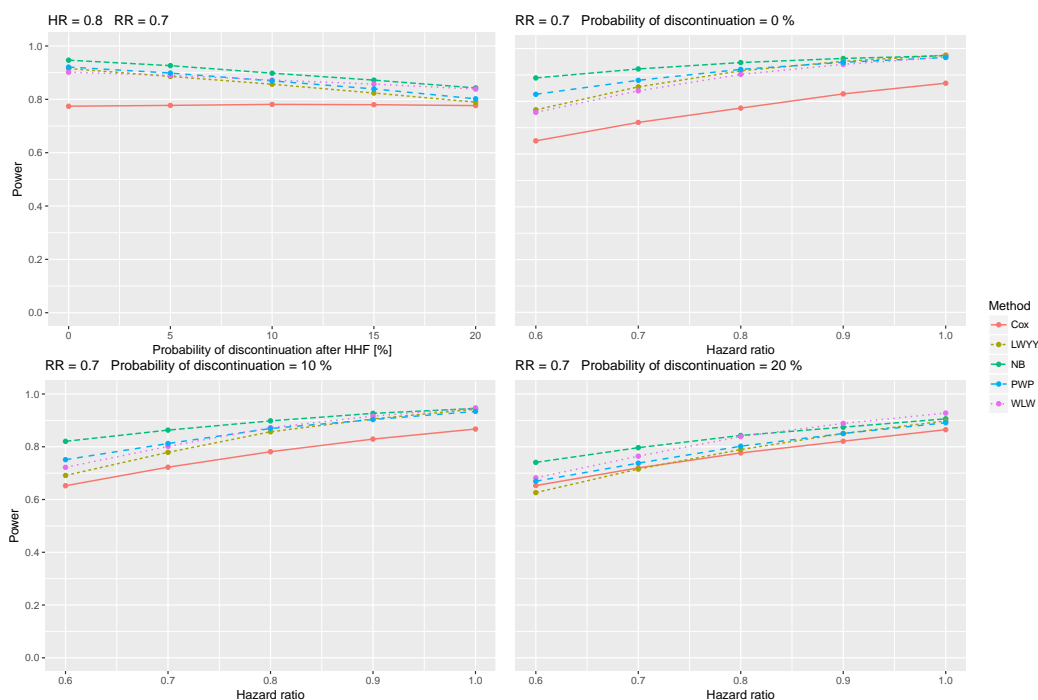 HR = 0.8 RR = 0.7
RR = 0.7 Probability of discontinuation = 0 %
1.0
0.8
0.6
0.4
0.2
0.0
Power
0 5 10 15 20
Probability of discontinuation after HHF [%]
0.6 0.7 0.8 0.9 1.0
Hazard ratio
RR = 0.7 Probability of discontinuation = 10 %
RR = 0.7 Probability of discontinuation = 20 %
1.0
0.8
0.6
0.4
0.2
0.0
Power
0.6 0.7 0.8 0.9 1.0
Hazard ratio
0.6 0.7 0.8 0.9 1.0
Hazard ratio
Method
Cox
LWYY
NB
PWP
WLW